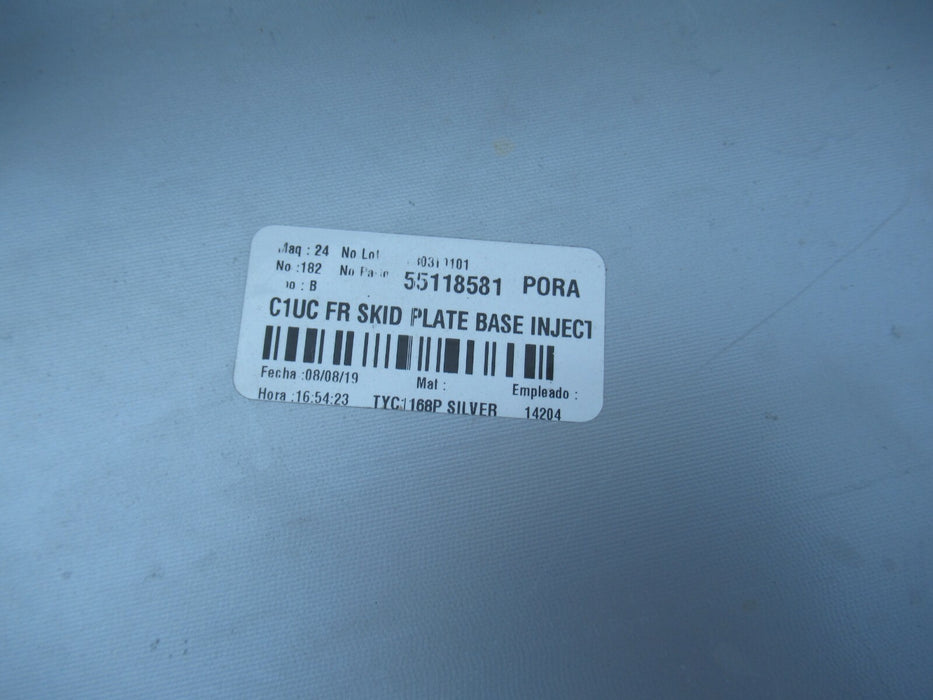 Maq : 24 No Lot
No :182 No Parte 55118581 PORA
: B
C1UC FR SKID PLATE BASE INJECT
Fecha :08/08/19 Mat : Empleado :
Hora :16:54:23 TYC1168P SILVER 14204